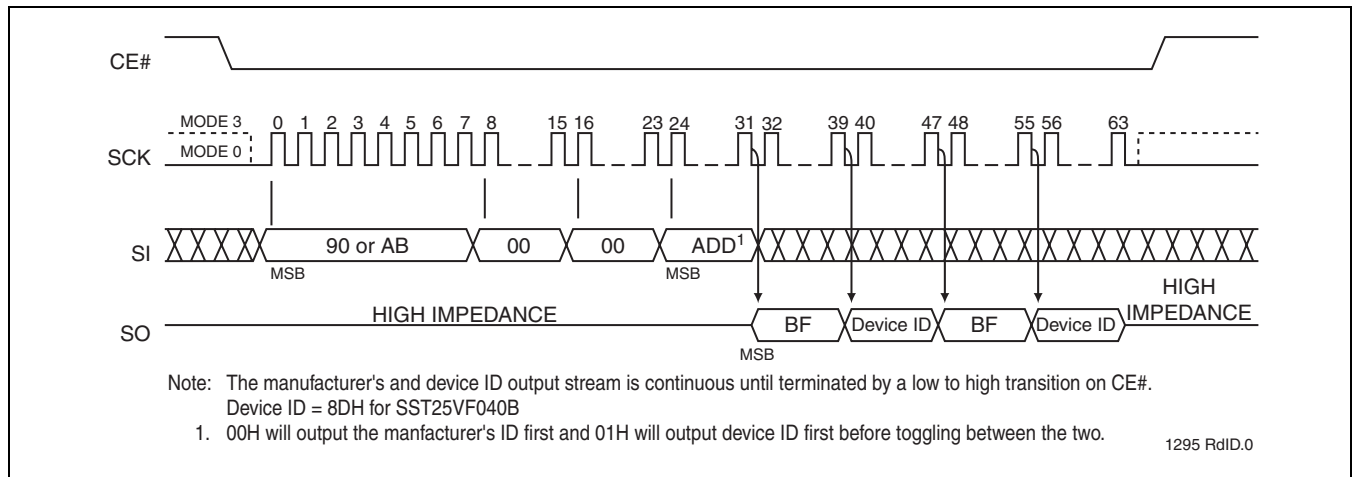 CE#
MODE 3 0 1 2 3 4 5 6 7 8 15 16 23 24 31 32 39 40 47 48 55 56 63
SCK MODE 0
SI 90 or AB 00 00 ADD1
MSB MSB
HIGH IMPEDANCE
SO HIGH IMPEDANCE BF Device ID BF Device ID
MSB
Note: The manufacturer's and device ID output stream is continuous until terminated by a low to high transition on CE#.
Device ID = 8DH for SST25VF040B
1. 00H will output the manfacturer's ID first and 01H will output device ID first before toggling between the two.
1295 RdID.0